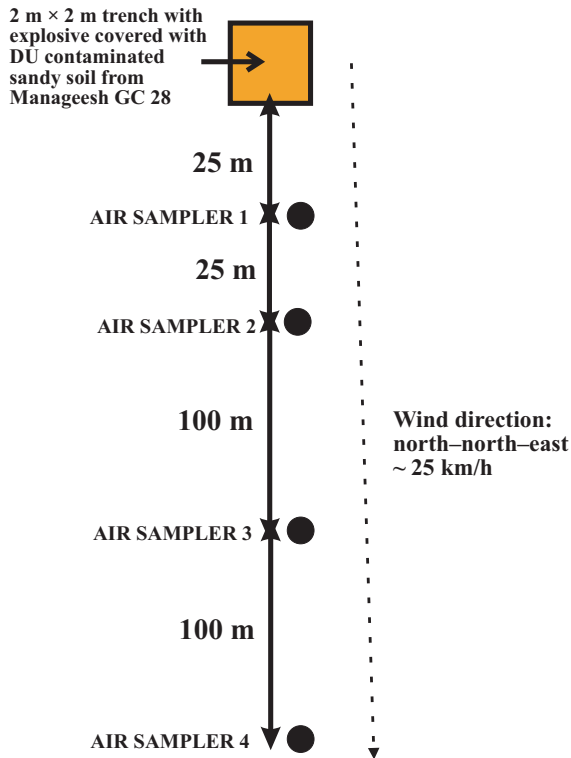 2 m × 2 m trench with
explosive covered with
DU contaminated
sandy soil from
Manageesh GC 28
25 m
AIR SAMPLER 1
25 m
AIR SAMPLER 2
100 m
Wind direction:
north–north–east
~ 25 km/h
AIR SAMPLER 3
100 m
AIR SAMPLER 4